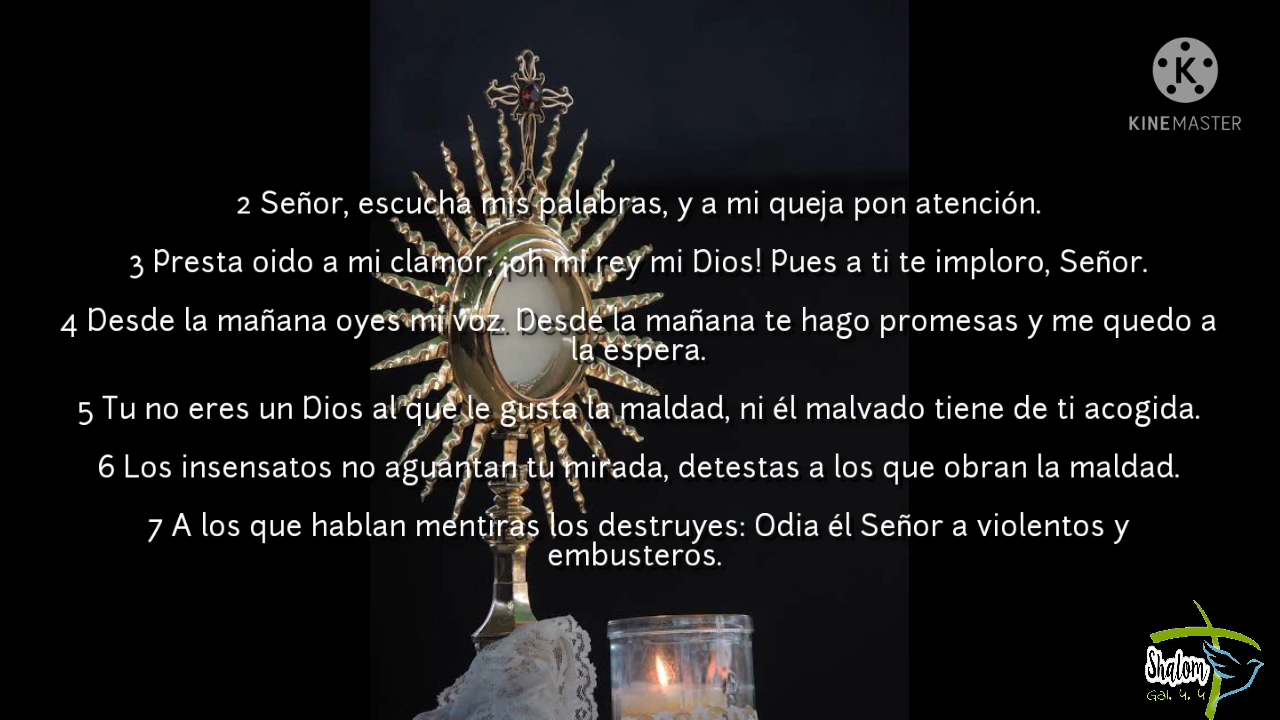 KINEMASTER
2 Señor, escucha mis palabras, y a mi queja pon atención.
3 Presta oido a mi clamor, ¡oh mi rey mi Dios! Pues a ti te imploro, Señor.
4 Desde la mañana oyes mi voz. Desde la mañana te hago promesas y me quedo a
la espera.
5 Tu no eres un Dios al que le gusta la maldad, ni él malvado tiene de ti acogida.
6 Los insensatos no aguantan tu mirada, detestas a los que obran la maldad.
7 A los que hablan mentiras los destruyes: Odia él Señor a violentos y
embusteros.
Shalom
Gal. 4, 4